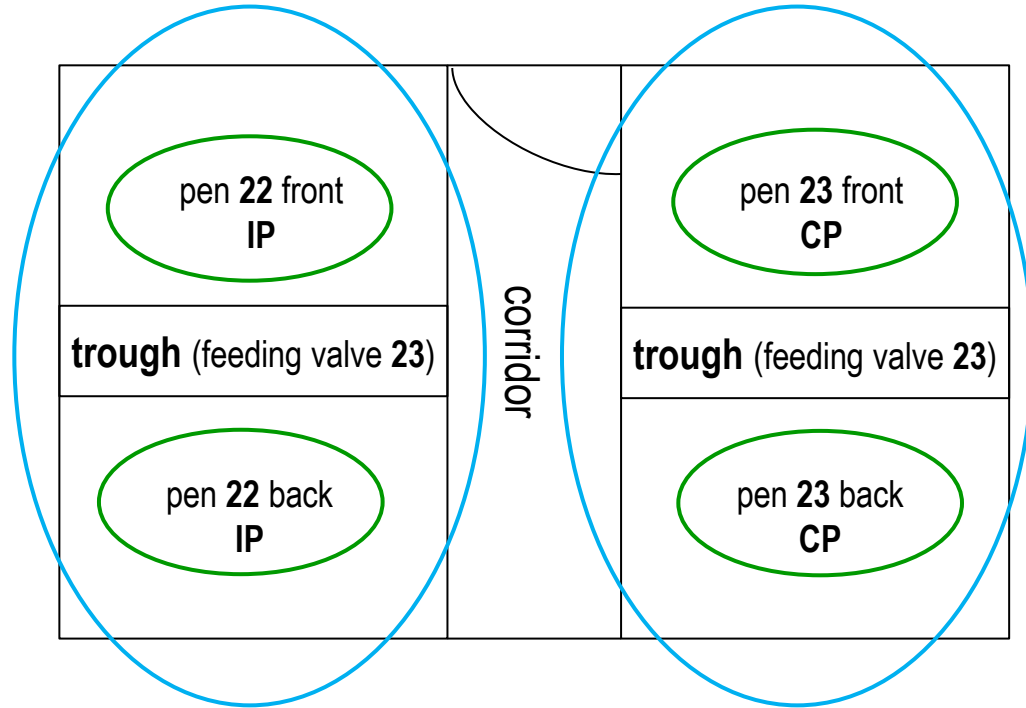 pen 22 front
IP
trough (feeding valve 23)
pen 22 back
IP
corridor
pen 23 front
CP
trough (feeding valve 23)
pen 23 back
CP